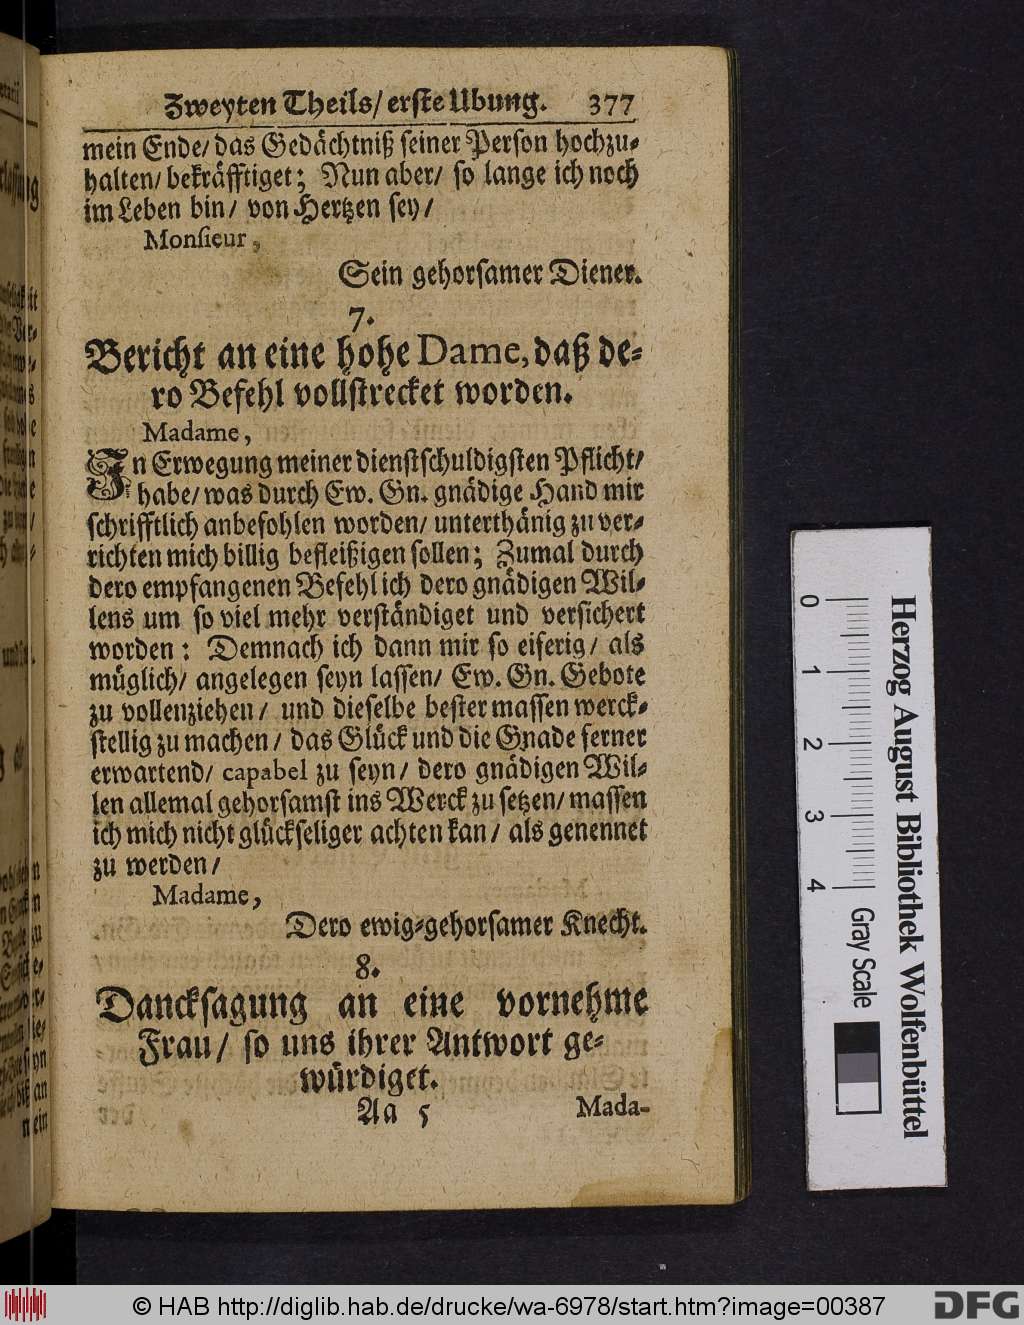 Zweyten Theils/ erste Ubung. 377
mein Ende/ das Gedächtniß seiner Person hochzu-
halten/ bekräfftiget; Nun aber/ so lange ich noch
im Leben bin/ von Hertzen sey/
Monsieur,
Sein gehorsamer Diener.
7.
Bericht an eine hohe Dame, daß de-
ro Befehl vollstrecket worden.
Madame,
In Erwegung meiner dienstschuldigsten Pflicht/
habe/ was durch Ew. Gn. gnädige Hand mir
schrifftlich anbefohlen worden/ unterthänig zu ver-
richten mich billig befleißigen sollen; Zumal durch
dero empfangenen Befehl ich dero gnädigen Wil-
lens um so viel mehr verständiget und versichert
worden: Demnach ich dann mir so eiferig/ als
müglich/ angelegen seyn lassen/ Ew. Gn. Gebote
zu vollenziehen/ und dieselbe bester massen werck-
stellig zu machen/ das Glück und die Gnade ferner
erwartend/ capabel zu seyn/ dero gnädigen Wil-
len allemal gehorsamst ins Werck zu setzen/ massen
ich mich nicht glückseliger achten kan/ als genennet
zu werden/
Madame,
Dero ewig-gehorsamer Knecht.
8.
Dancksagung an eine vornehme
Frau/ so uns ihrer Antwort ge-
würdiget.
Aa 5 Mada-
0 1 2 3 4 Gray Scale
Herzog August Bibliothek Wolfenbüttel
© HAB http://diglib.hab.de/drucke/wa-6978/start.htm?image=00387
DFG